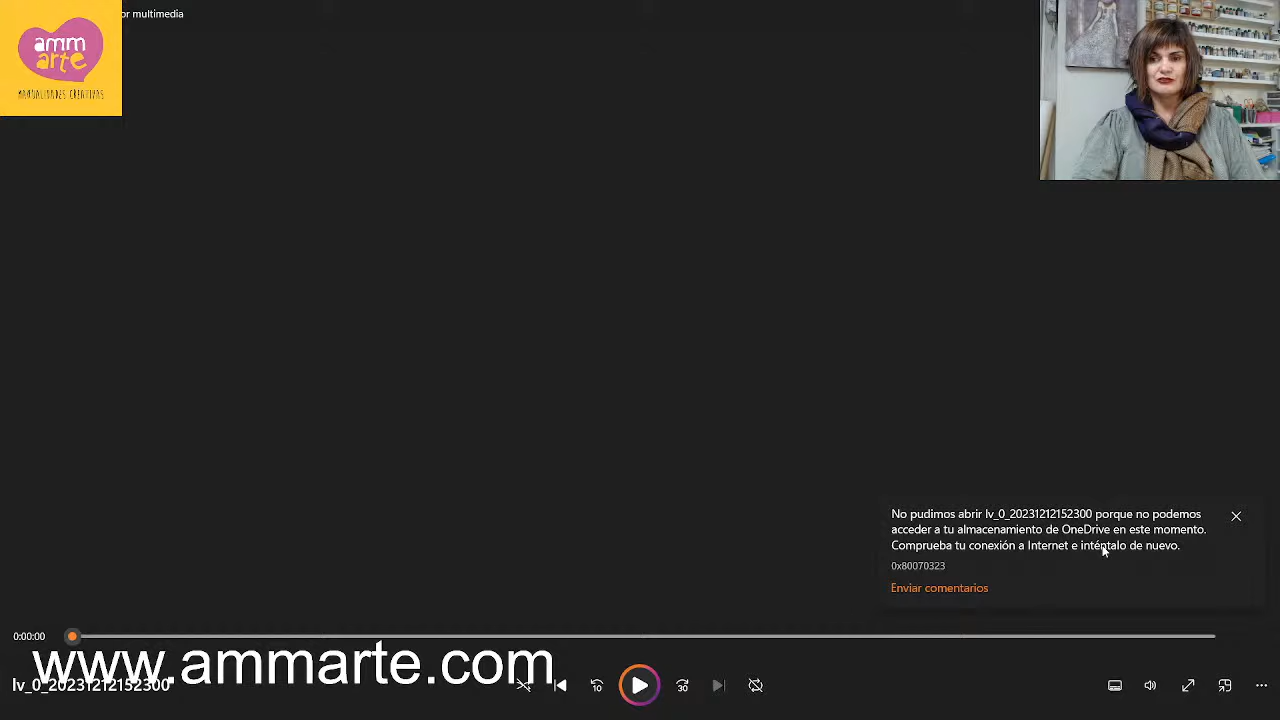 or multimedia
amm
arte
MANUALIDADES CREATIVAS
No pudimos abrir lv_0_20231212152300 porque no podemos
acceder a tu almacenamiento de OneDrive en este momento.
Comprueba tu conexión a Internet e inténtalo de nuevo.
0x80070323
Enviar comentarios
0:00:00
www.ammarte.com
lv_0_20231212152300
10
30